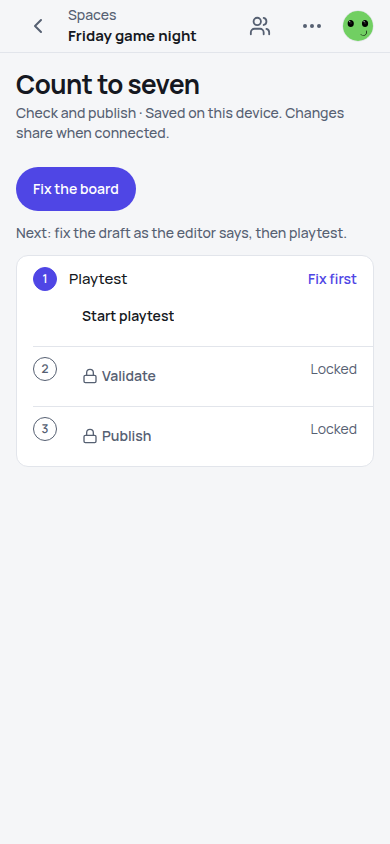 Spaces
Friday game night
Count to seven
Check and publish · Saved on this device. Changes
share when connected.
Fix the board
Next: fix the draft as the editor says, then playtest.
1 Playtest Fix first
Start playtest
2 Validate Locked
3 Publish Locked